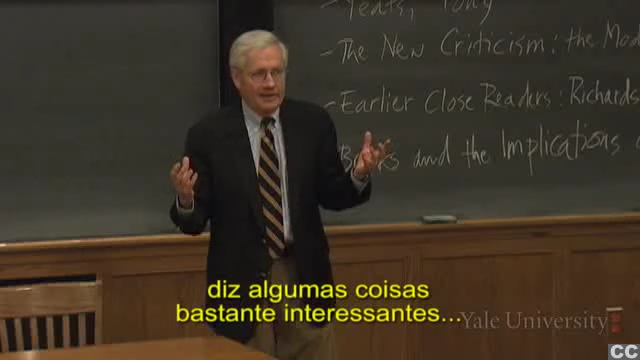 - Yeats, Tony
- The New Criticism: the Mod
- Earlier Close Readers: Richards
and the Implications
diz algumas coisas
bastante interessantes...
Yale University
CC